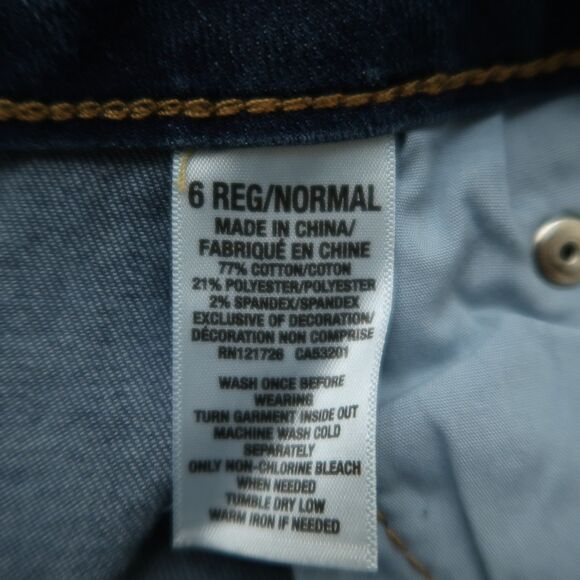 6 REG/NORMAL
MADE IN CHINA/
FABRIQUÉ EN CHINE
77% COTTON/COTON
21% POLYESTER/POLYESTER
2% SPANDEX/SPANDEX
EXCLUSIVE OF DECORATION/
DÉCORATION NON COMPRISE
RN121726 CA53201
WASH ONCE BEFORE
WEARING
TURN GARMENT INSIDE OUT
MACHINE WASH COLD
SEPARATELY
ONLY NON-CHLORINE BLEACH
WHEN NEEDED
TUMBLE DRY LOW
WARM IRON IF NEEDED